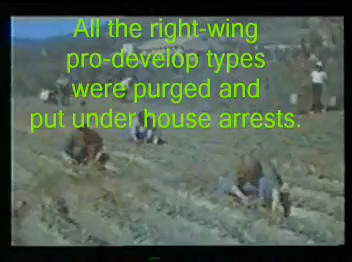 All the right-wing
pro-develop types
were purged and
put under house arrests.